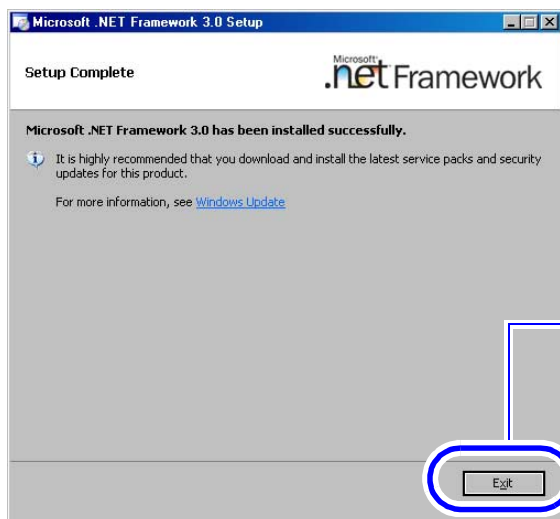 Microsoft .NET Framework 3.0 Setup
Setup Complete
Microsoft
.net Framework
Microsoft .NET Framework 3.0 has been installed successfully.
It is highly recommended that you download and install the latest service packs and security
updates for this product.
For more information, see Windows Update
Exit